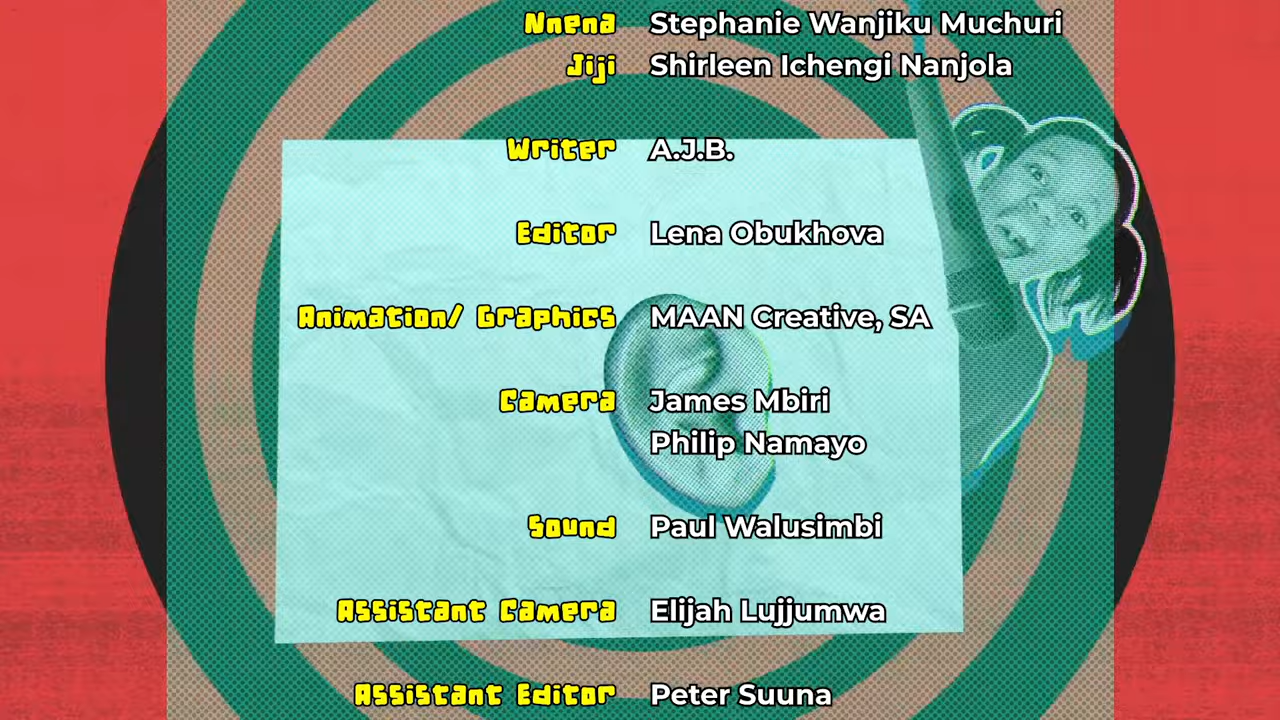 Nnena Stephanie Wanjiku Muchuri
Jiji Shirleen Ichengi Nanjola
Writer A.J.B.
Editor Lena Obukhova
Animation/ Graphics MAAN Creative, SA
Camera James Mbiri
Philip Namayo
Sound Paul Walusimbi
Assistant Camera Elijah Lujjumwa
Assistant Editor Peter Suuna